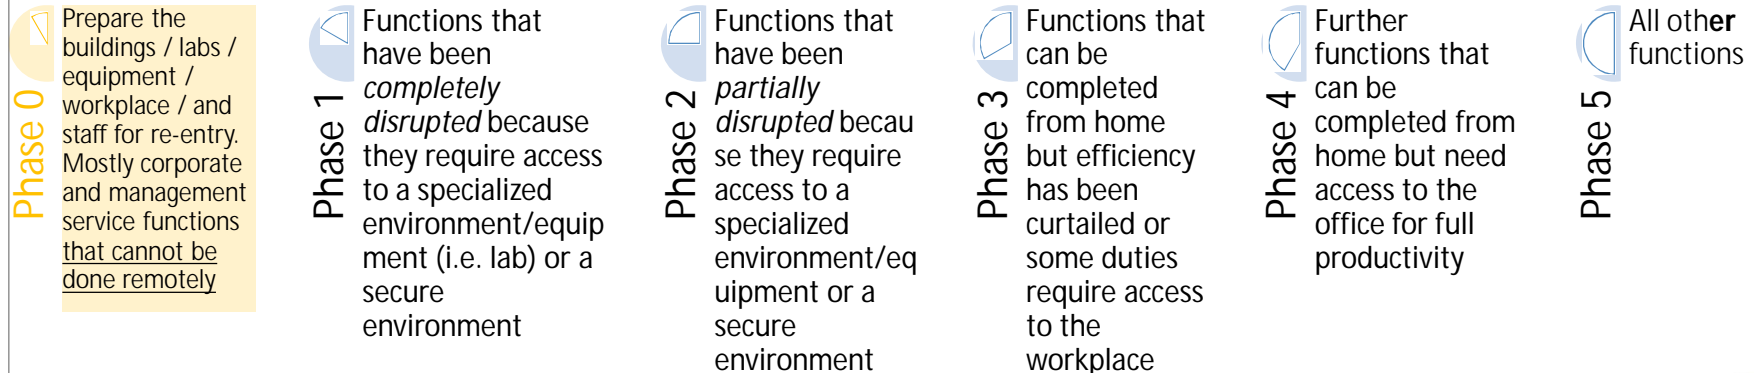 Phase 0
Prepare the
buildings / labs /
equipment /
workplace / and
staff for re-entry.
Mostly corporate
and management
service functions
that cannot be
done remotely
Phase 1
Functions that
have been
completely
disrupted because
they require access
to a specialized
environment/equip
ment (i.e. lab) or a
secure
environment
Phase 2
Functions that
have been
partially
disrupted becau
se they require
access to a
specialized
environment/eq
uipment or a
secure
environment
Phase 3
Functions that
can be
completed
from home
but efficiency
has been
curtailed or
some duties
require access
to the
workplace
Phase 4
Further
functions that
can be
completed from
home but need
access to the
office for full
productivity
Phase 5
All other
functions